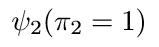 ψ₂(π₂ = 1)